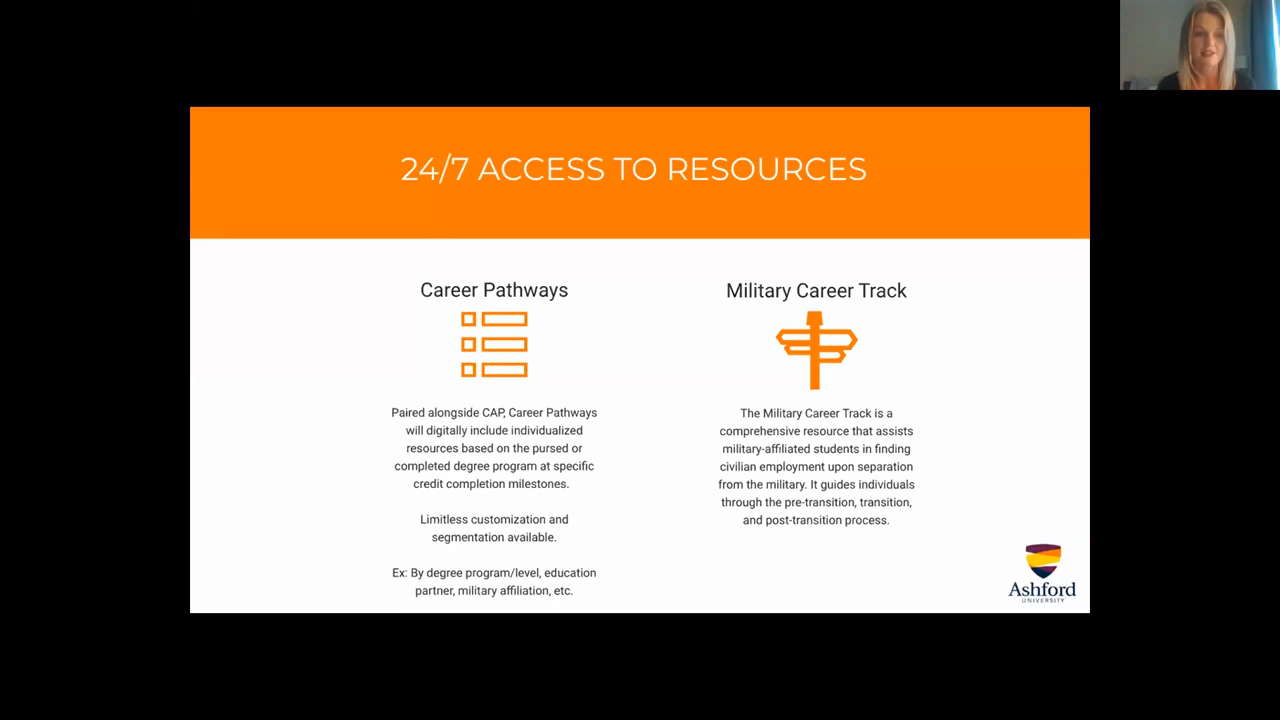 24/7 ACCESS TO RESOURCES
Career Pathways
Paired alongside CAP, Career Pathways
will digitally include individualized
resources based on the pursed or
completed degree program at specific
credit completion milestones.
Limitless customization and
segmentation available.
Ex: By degree program/level, education
partner, military affiliation, etc.
Military Career Track
The Military Career Track is a
comprehensive resource that assists
military-affiliated students in finding
civilian employment upon separation
from the military. It guides individuals
through the pre-transition, transition,
and post-transition process.
Ashford
UNIVERSITY